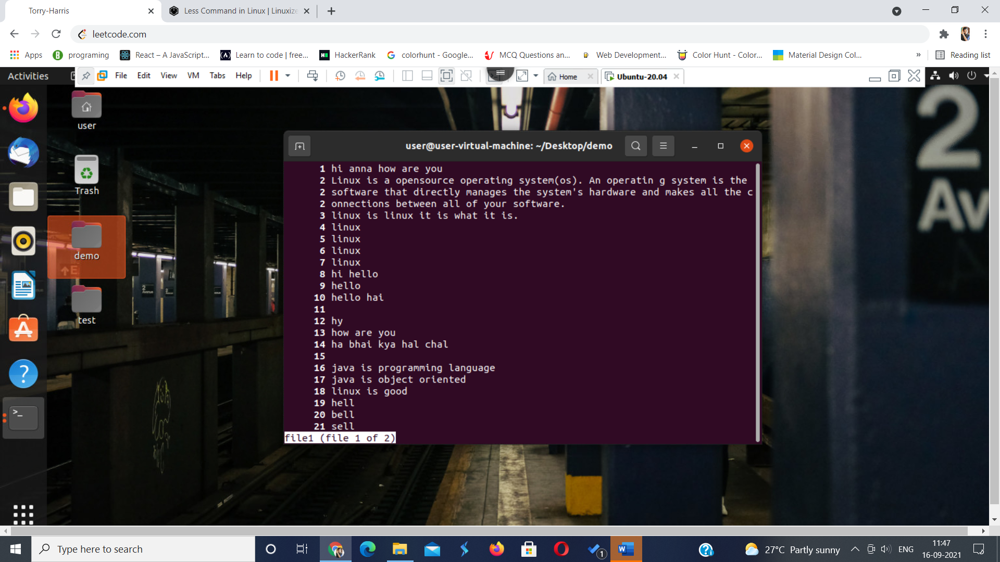 Torry-Harris
Less Command in Linux | Linuxize
leetcode.com
Apps
programing
React – A JavaScript...
Learn to code | free...
HackerRank
colorhunt - Google...
MCQ Questions an...
Web Development...
Color Hunt - Color...
Material Design Col...
»
Reading list
Activities
File Edit View VM Tabs Help
Home
Ubuntu-20.04
user
Trash
demo
test
2
Av
user@user-virtual-machine: ~/Desktop/demo
1 hi anna how are you
2 Linux is a opensource operating system(os). An operatin g system is the
2 software that directly manages the system's hardware and makes all the c
2 onnections between all of your software.
3 linux is linux it is what it is.
4 linux
5 linux
6 linux
7 linux
8 hi hello
9 hello
10 hello hai
11
12 hy
13 how are you
14 ha bhai kya hal chal
15
16 java is programming language
17 java is object oriented
18 linux is good
19 hell
20 bell
21 sell
file1 (file 1 of 2)
Type here to search
1
27°C Partly sunny
ENG
11:47
16-09-2021